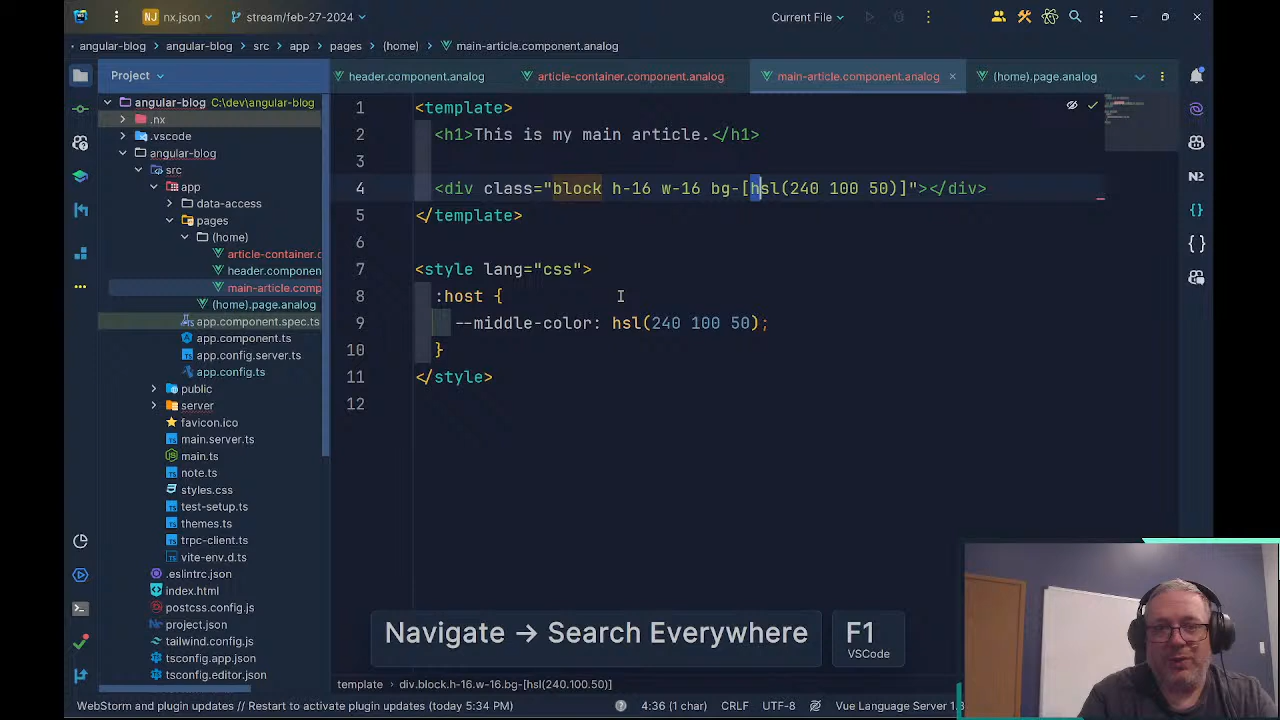 nx.json
stream/feb-27-2024
Current File
angular-blog
angular-blog
src
app
pages
(home)
main-article.component.analog
Project
header.component.analog
article-container.component.analog
main-article.component.analog
(home).page.analog
angular-blog C:\dev\angular-blog
.nx
.vscode
angular-blog
src
app
data-access
pages
(home)
article-container.c
header.component
main-article.comp
(home).page.analog
app.component.spec.ts
app.component.ts
app.config.server.ts
app.config.ts
public
server
favicon.ico
main.server.ts
main.ts
note.ts
styles.css
test-setup.ts
themes.ts
trpc-client.ts
vite-env.d.ts
.eslintrc.json
index.html
postcss.config.js
project.json
tailwind.config.js
tsconfig.app.json
tsconfig.editor.json
1 <template>
2 <h1>This is my main article.</h1>
3
4 <div class="block h-16 w-16 bg-[hsl(240 100 50)]"></div>
5 </template>
6
7 <style lang="css">
8 :host {
9 --middle-color: hsl(240 100 50);
10 }
11 </style>
12
N2
Navigate → Search Everywhere
F1
VSCode
template
div.block.h-16.w-16.bg-[hsl(240.100.50)]
WebStorm and plugin updates // Restart to activate plugin updates (today 5:34 PM)
4:36 (1 char)
CRLF
UTF-8
Vue Language Server 1.8